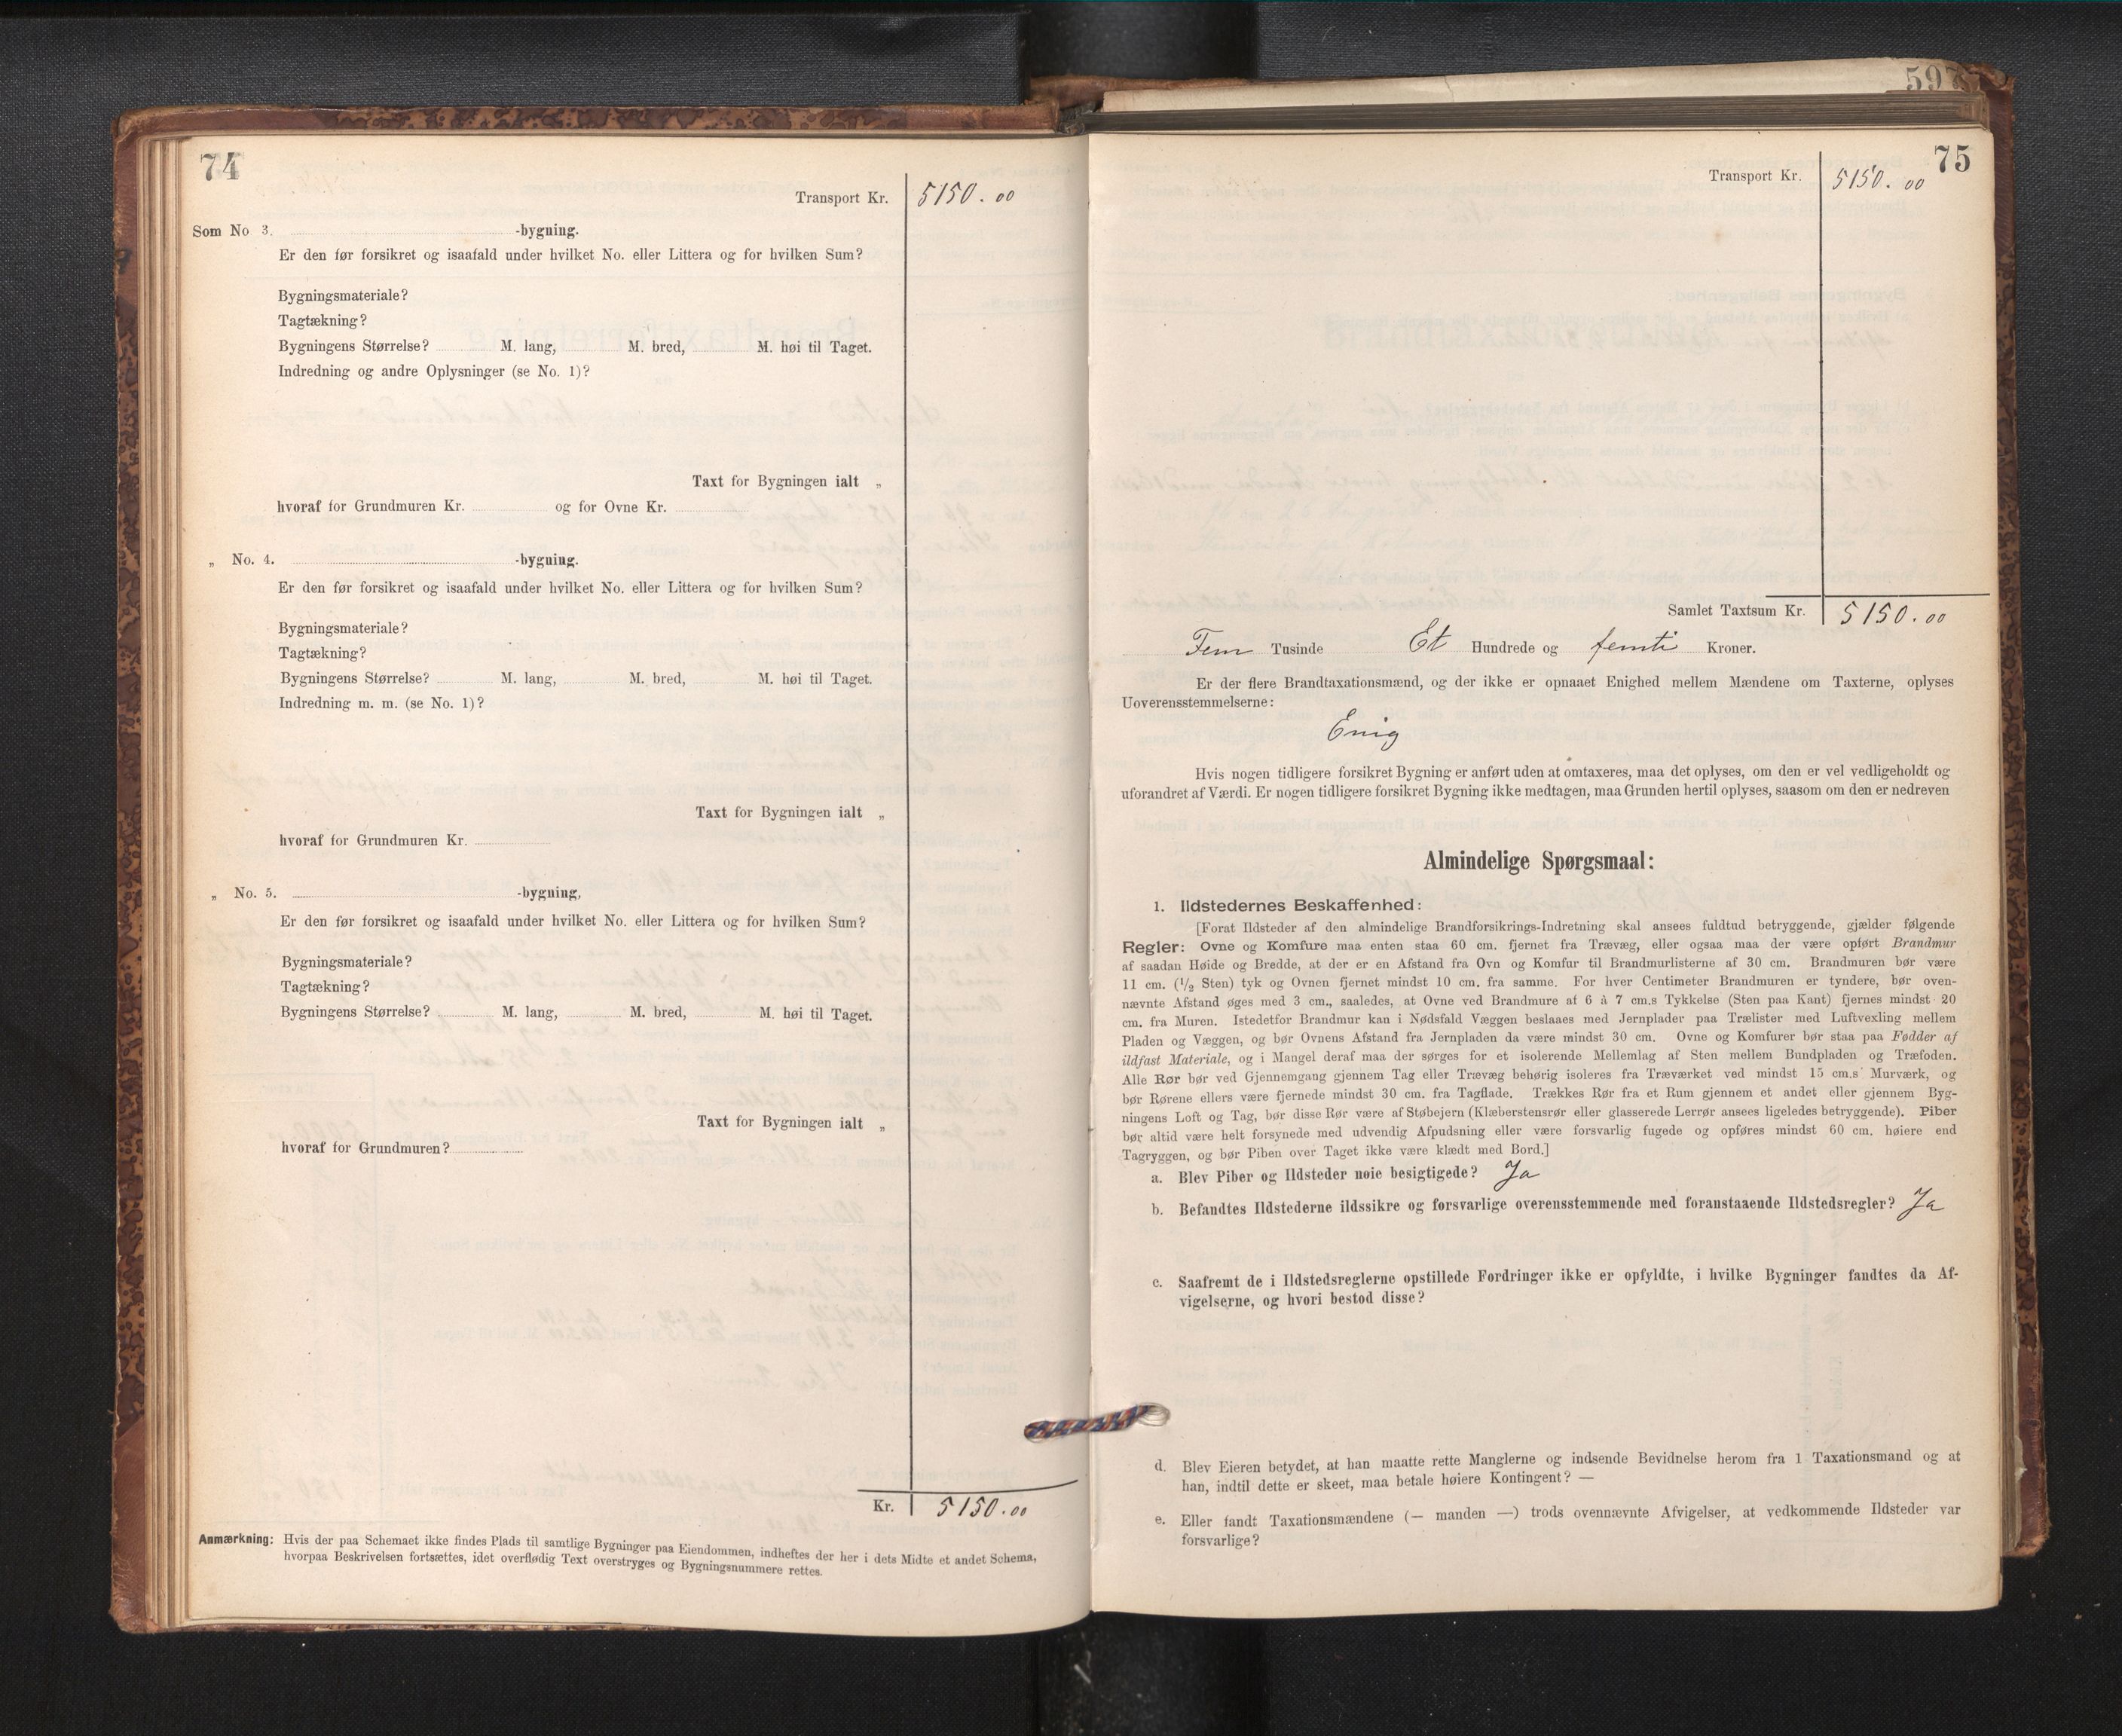 74
Transport Kr. 5150.00
Som No 3. -bygning.
Er den før forsikret og isaafald under hvilket No. eller Littera og for hvilken Sum?
Bygningsmateriale?
Tagtækning?
Bygningens Størrelse? M. lang, M. bred, M. høi til Taget.
Indredning og andre Oplysninger (se No. 1)?
Taxt for Bygningen ialt „
hvoraf for Grundmuren Kr. og for Ovne Kr.
„ No. 4. -bygning.
Er den før forsikret og isaafald under hvilket No. eller Littera og for hvilken Sum?
Bygningsmateriale?
Tagtækning?
Bygningens Størrelse? M. lang, M. bred, M. høi til Taget.
Indredning m. m. (se No. 1)?
Taxt for Bygningen ialt „
hvoraf for Grundmuren Kr.
„ No. 5. -bygning,
Er den før forsikret og isaafald under hvilket No. eller Littera og for hvilken Sum?
Bygningsmateriale?
Tagtækning?
Bygningens Størrelse? M. lang, M. bred, M. høi til Taget.
Taxt for Bygningen ialt „
hvoraf for Grundmuren?
Kr. 5150.00
Anmærkning: Hvis der paa Schemaet ikke findes Plads til samtlige Bygninger paa Eiendommen, indheftes der her i dets Midte et andet Schema,
hvorpaa Beskrivelsen fortsættes, idet overflødig Text overstryges og Bygningsnummere rettes.
597
75
Transport Kr. 5150.00
Samlet Taxtsum Kr. 5150.00
Fem Tusinde Et Hundrede og femti Kroner.
Er der flere Brandtaxationsmænd, og der ikke er opnaaet Enighed mellem Mændene om Taxterne, oplyses
Uoverensstemmelserne:
Enig
Hvis nogen tidligere forsikret Bygning er anført uden at omtaxeres, maa det oplyses, om den er vel vedligeholdt og
uforandret af Værdi. Er nogen tidligere forsikret Bygning ikke medtagen, maa Grunden hertil oplyses, saasom om den er nedreven
Almindelige Spørgsmaal:
1. Ildstedernes Beskaffenhed:
[Forat Ildsteder af den almindelige Brandforsikrings-Indretning skal ansees fuldtud betryggende, gjælder følgende
Regler: Ovne og Komfure maa enten staa 60 cm. fjernet fra Trævæg, eller ogsaa maa der være opført Brandmur
af saadan Høide og Bredde, at der er en Afstand fra Ovn og Komfur til Brandmurlisterne af 30 cm. Brandmuren bør være
11 cm. (1/2 Sten) tyk og Ovnen fjernet mindst 10 cm. fra samme. For hver Centimeter Brandmuren er tyndere, bør oven-
nævnte Afstand øges med 3 cm., saaledes, at Ovne ved Brandmure af 6 à 7 cm.s Tykkelse (Sten paa Kant) fjernes mindst 20
cm. fra Muren. Istedetfor Brandmur kan i Nødsfald Væggen beslaaes med Jernplader paa Trælister med Luftvexling mellem
Pladen og Væggen, og bør Ovnens Afstand fra Jernpladen da være mindst 30 cm. Ovne og Komfurer bør staa paa Fødder af
ildfast Materiale, og i Mangel deraf maa der sørges for et isolerende Mellemlag af Sten mellem Bundpladen og Træfoden.
Alle Rør bør ved Gjennemgang gjennem Tag eller Trævæg behørig isoleres fra Træværket ved mindst 15 cm.s Murværk, og
bør Rørene ellers være fjernede mindst 30 cm. fra Tagflade. Trækkes Rør fra et Rum gjennem et andet eller gjennem Byg-
ningens Loft og Tag, bør disse Rør være af Støbejern (Klæberstensrør eller glasserede Lerrør ansees ligeledes betryggende). Piber
bør altid være helt forsynede med udvendig Afpudsning eller være forsvarlig fugede og opføres mindst 60 cm. høiere end
Tagryggen, og bør Piben over Taget ikke være klædt med Bord.]
a. Blev Piber og Ildsteder nøie besigtigede? Ja
b. Befandtes Ildstederne ildssikre og forsvarlige overensstemmende med foranstaaende Ildstedsregler? Ja
c. Saafremt de i Ildstedsreglerne opstillede Fordringer ikke er opfyldte, i hvilke Bygninger fandtes da Af-
vigelserne, og hvori bestod disse?
d. Blev Eieren betydet, at han maatte rette Manglerne og indsende Bevidnelse herom fra 1 Taxationsmand og at
han, indtil dette er skeet, maa betale høiere Kontingent? —
e. Eller fandt Taxationsmændene (— manden —) trods ovennævnte Afvigelser, at vedkommende Ildsteder var
forsvarlige?